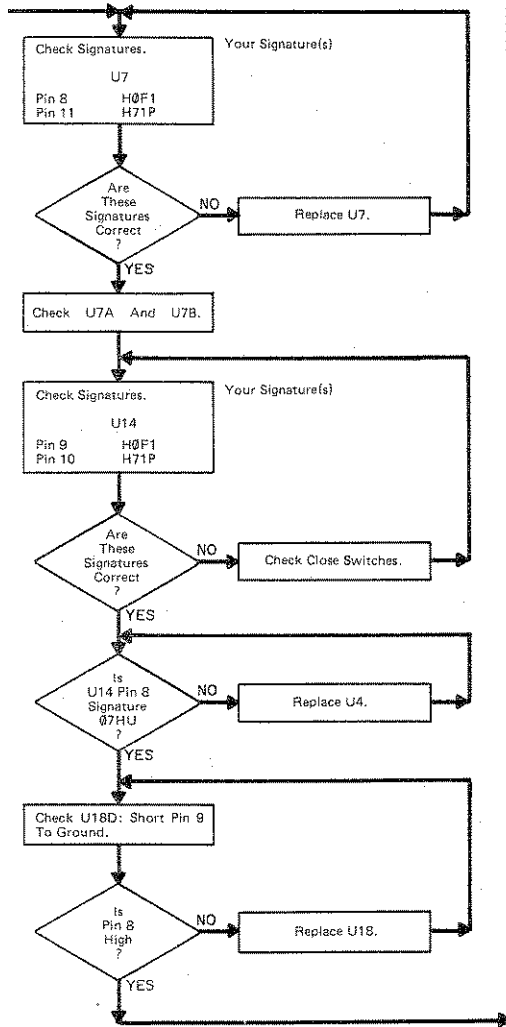 Check Signatures.
Your Signature(s)
U7
Pin 8 HØF1
Pin 11 H71P
Are
These
Signatures
Correct
?
NO
Replace U7.
YES
Check U7A And U7B.
Check Signatures.
Your Signature(s)
U14
Pin 9 HØF1
Pin 10 H71P
Are
These
Signatures
Correct
?
NO
Check Close Switches.
YES
Is
U14 Pin 8
Signature
Ø7HU
?
NO
Replace U4.
YES
Check U18D: Short Pin 9
To Ground.
Is
Pin 8
High
?
NO
Replace U18.
YES